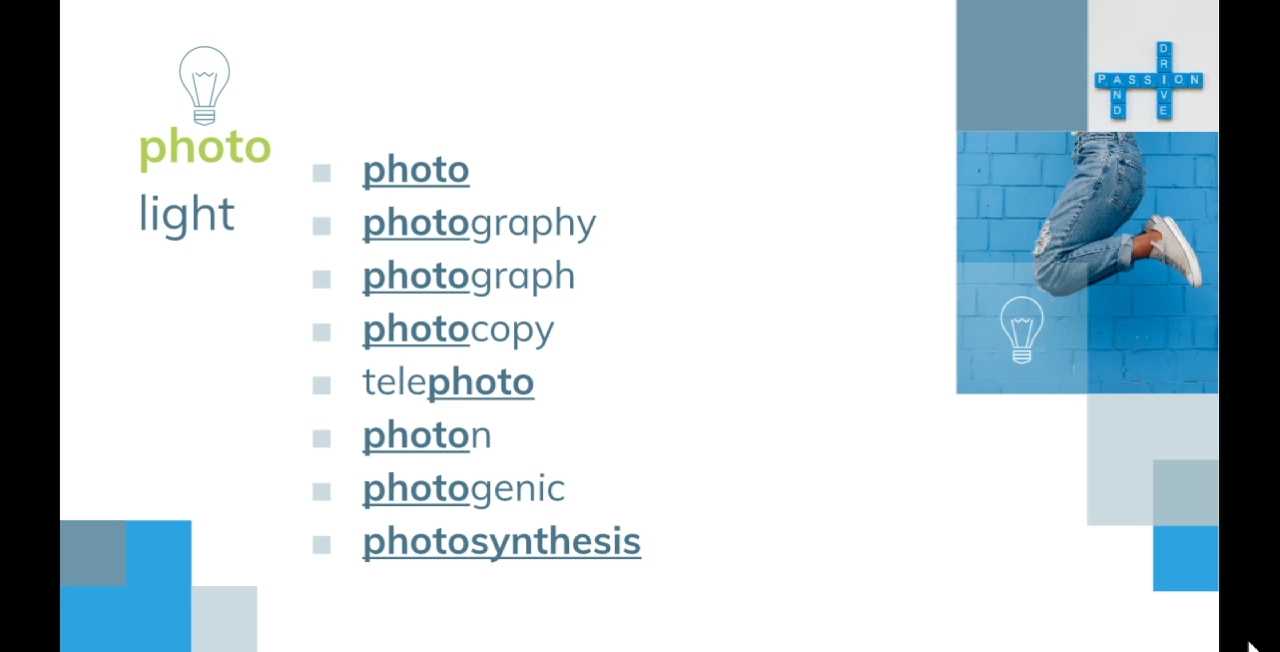 photo
light
photo
photography
photograph
photocopy
telephoto
photon
photogenic
photosynthesis
DRIVE
PASSION
AND